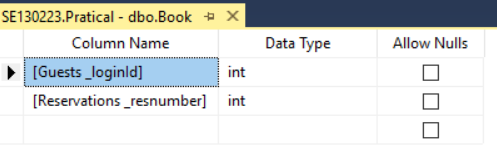 SE130223.Pratical - dbo.Book
Column Name Data Type Allow Nulls
[Guests _loginId] int
[Reservations _resnumber] int